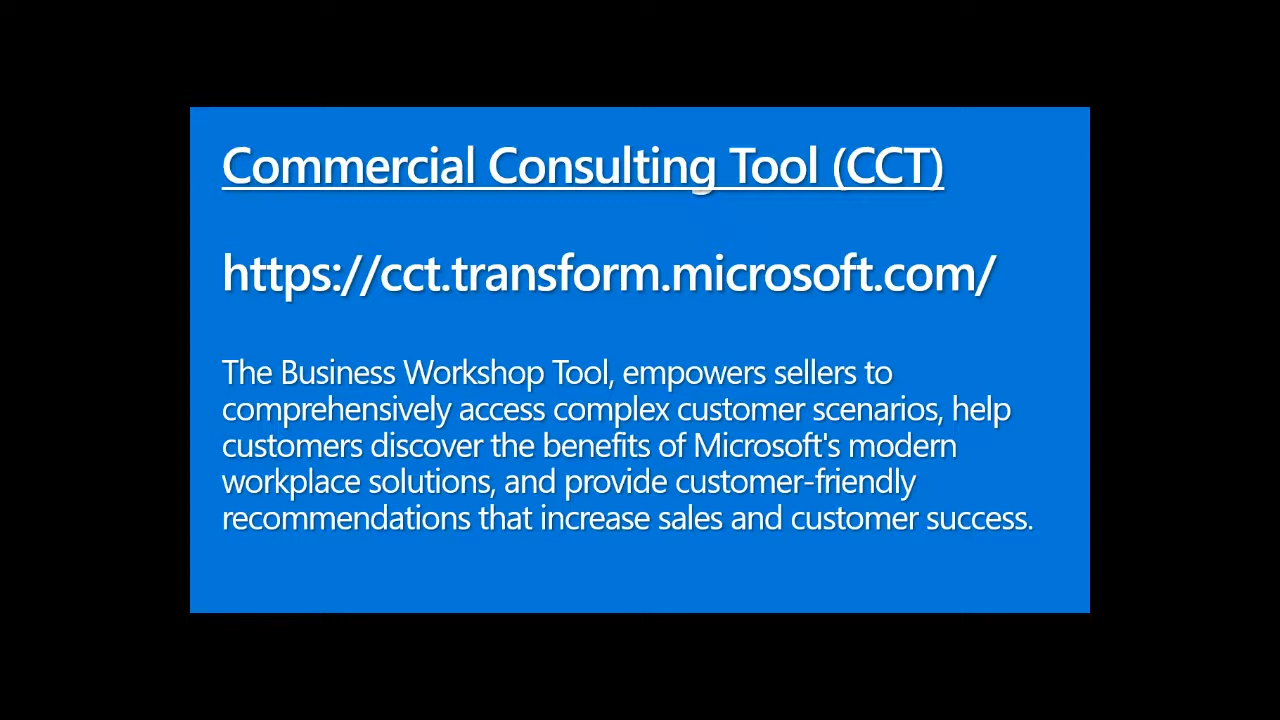 Commercial Consulting Tool (CCT)
https://cct.transform.microsoft.com/
The Business Workshop Tool, empowers sellers to
comprehensively access complex customer scenarios, help
customers discover the benefits of Microsoft's modern
workplace solutions, and provide customer-friendly
recommendations that increase sales and customer success.